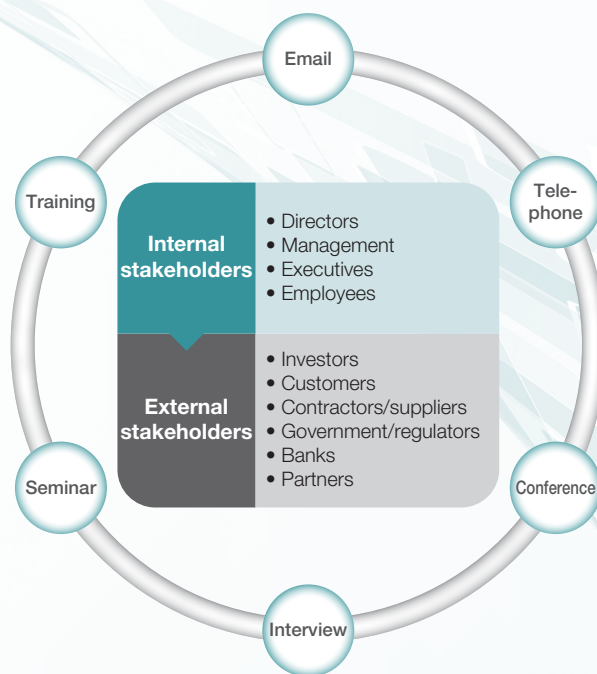 Email
Training
Tele-
phone
Internal
stakeholders
• Directors
• Management
• Executives
• Employees
External
stakeholders
• Investors
• Customers
• Contractors/suppliers
• Government/regulators
• Banks
• Partners
Seminar
Conference
Interview